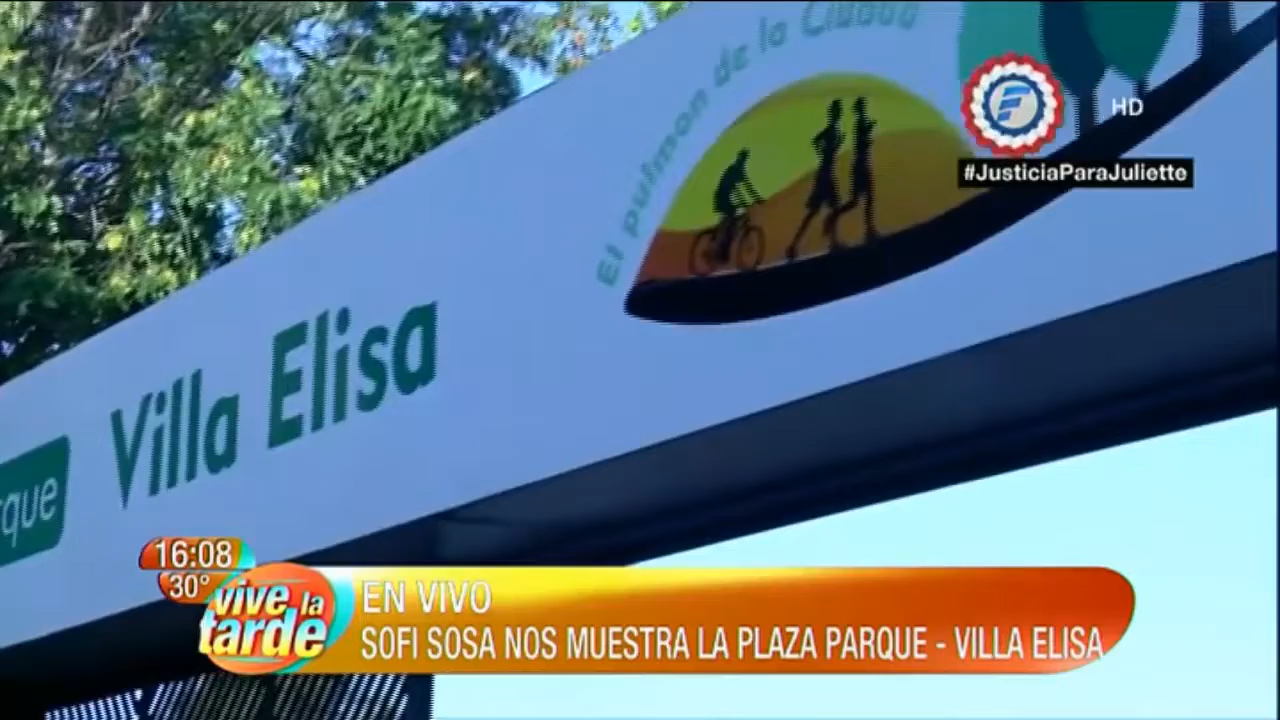 El pulmon de la Ciudad
HD
#JusticiaParaJuliette
Villa Elisa
rque
16:08
30°
vive la
tarde
EN VIVO
SOFI SOSA NOS MUESTRA LA PLAZA PARQUE - VILLA ELISA